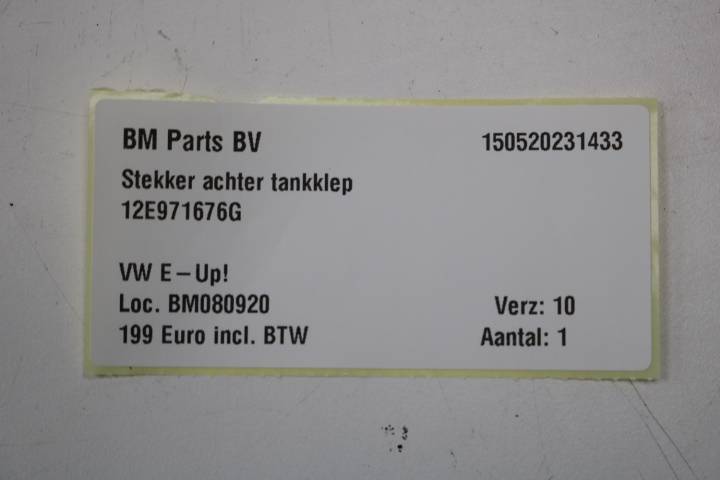 BM Parts BV 150520231433
Stekker achter tankklep
12E971676G
VW E-Up!
Loc. BM080920 Verz: 10
199 Euro incl. BTW Aantal: 1